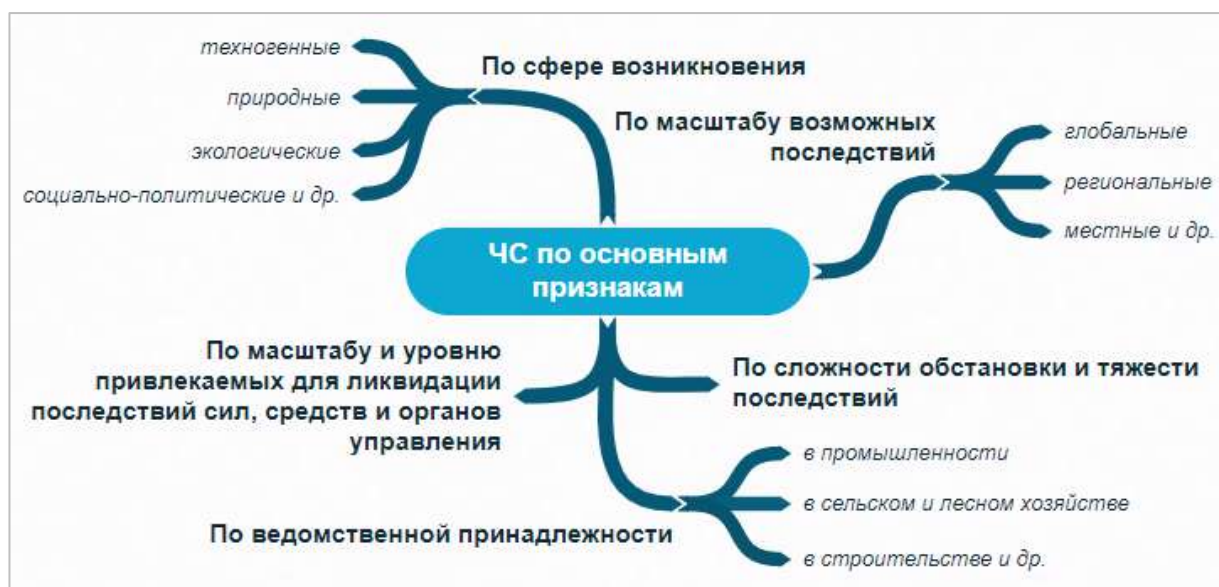 техногенные
природные
экологические
социально-политические и др.
По сфере возникновения
По масштабу возможных
последствий
глобальные
региональные
местные и др.
ЧС по основным
признакам
По масштабу и уровню
привлекаемых для ликвидации
последствий сил, средств и органов
управления
По сложности обстановки и тяжести
последствий
По ведомственной принадлежности
в промышленности
в сельском и лесном хозяйстве
в строительстве и др.